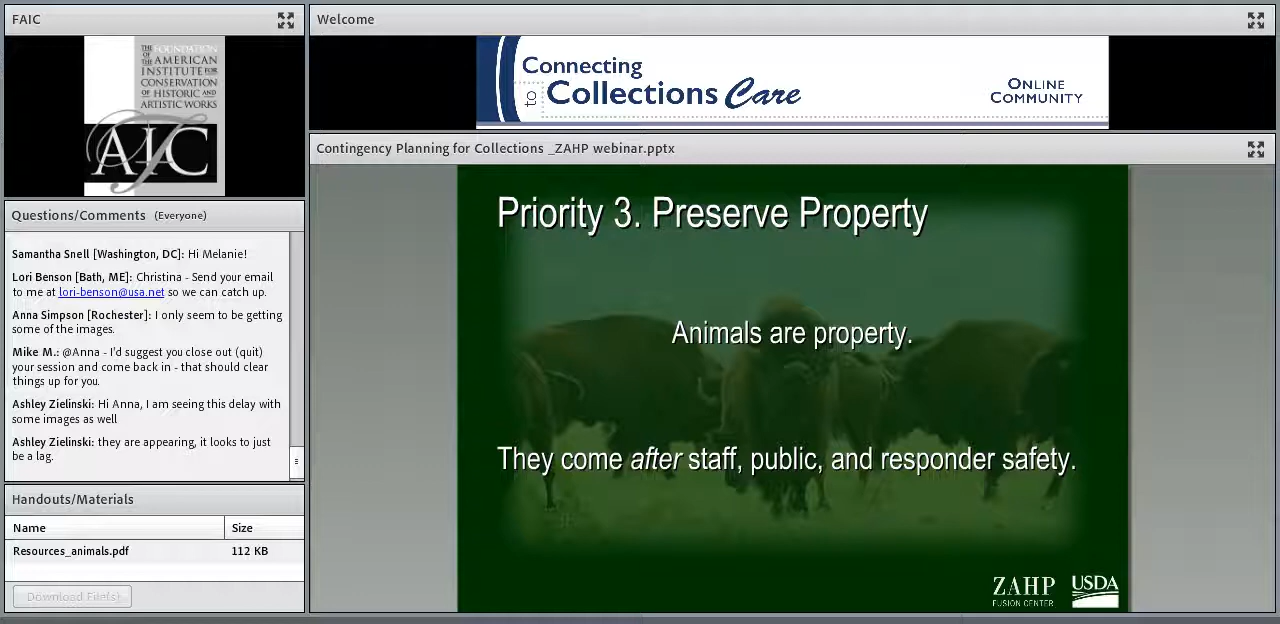 FAIC
THE
FOUNDATION
OF THE
AMERICAN
INSTITUTE FOR
CONSERVATION
OF HISTORIC AND
ARTISTIC WORKS
AIC
Questions/Comments (Everyone)
Samantha Snell [Washington, DC]: Hi Melanie!
Lori Benson [Bath, ME]: Christina - Send your email
to me at lori-benson@usa.net so we can catch up.
Anna Simpson [Rochester]: I only seem to be getting
some of the images.
Mike M.: @Anna - I'd suggest you close out (quit)
your session and come back in - that should clear
things up for you.
Ashley Zielinski: Hi Anna, I am seeing this delay with
some images as well
Ashley Zielinski: they are appearing, it looks to just
be a lag.
Handouts/Materials
Name Size
Resources_animals.pdf 112 KB
Download File(s)
Welcome
Connecting
to Collections Care
ONLINE
COMMUNITY
Contingency Planning for Collections _ZAHP webinar.pptx
Priority 3. Preserve Property
Animals are property.
They come after staff, public, and responder safety.
ZAHP
FUSION CENTER
USDA